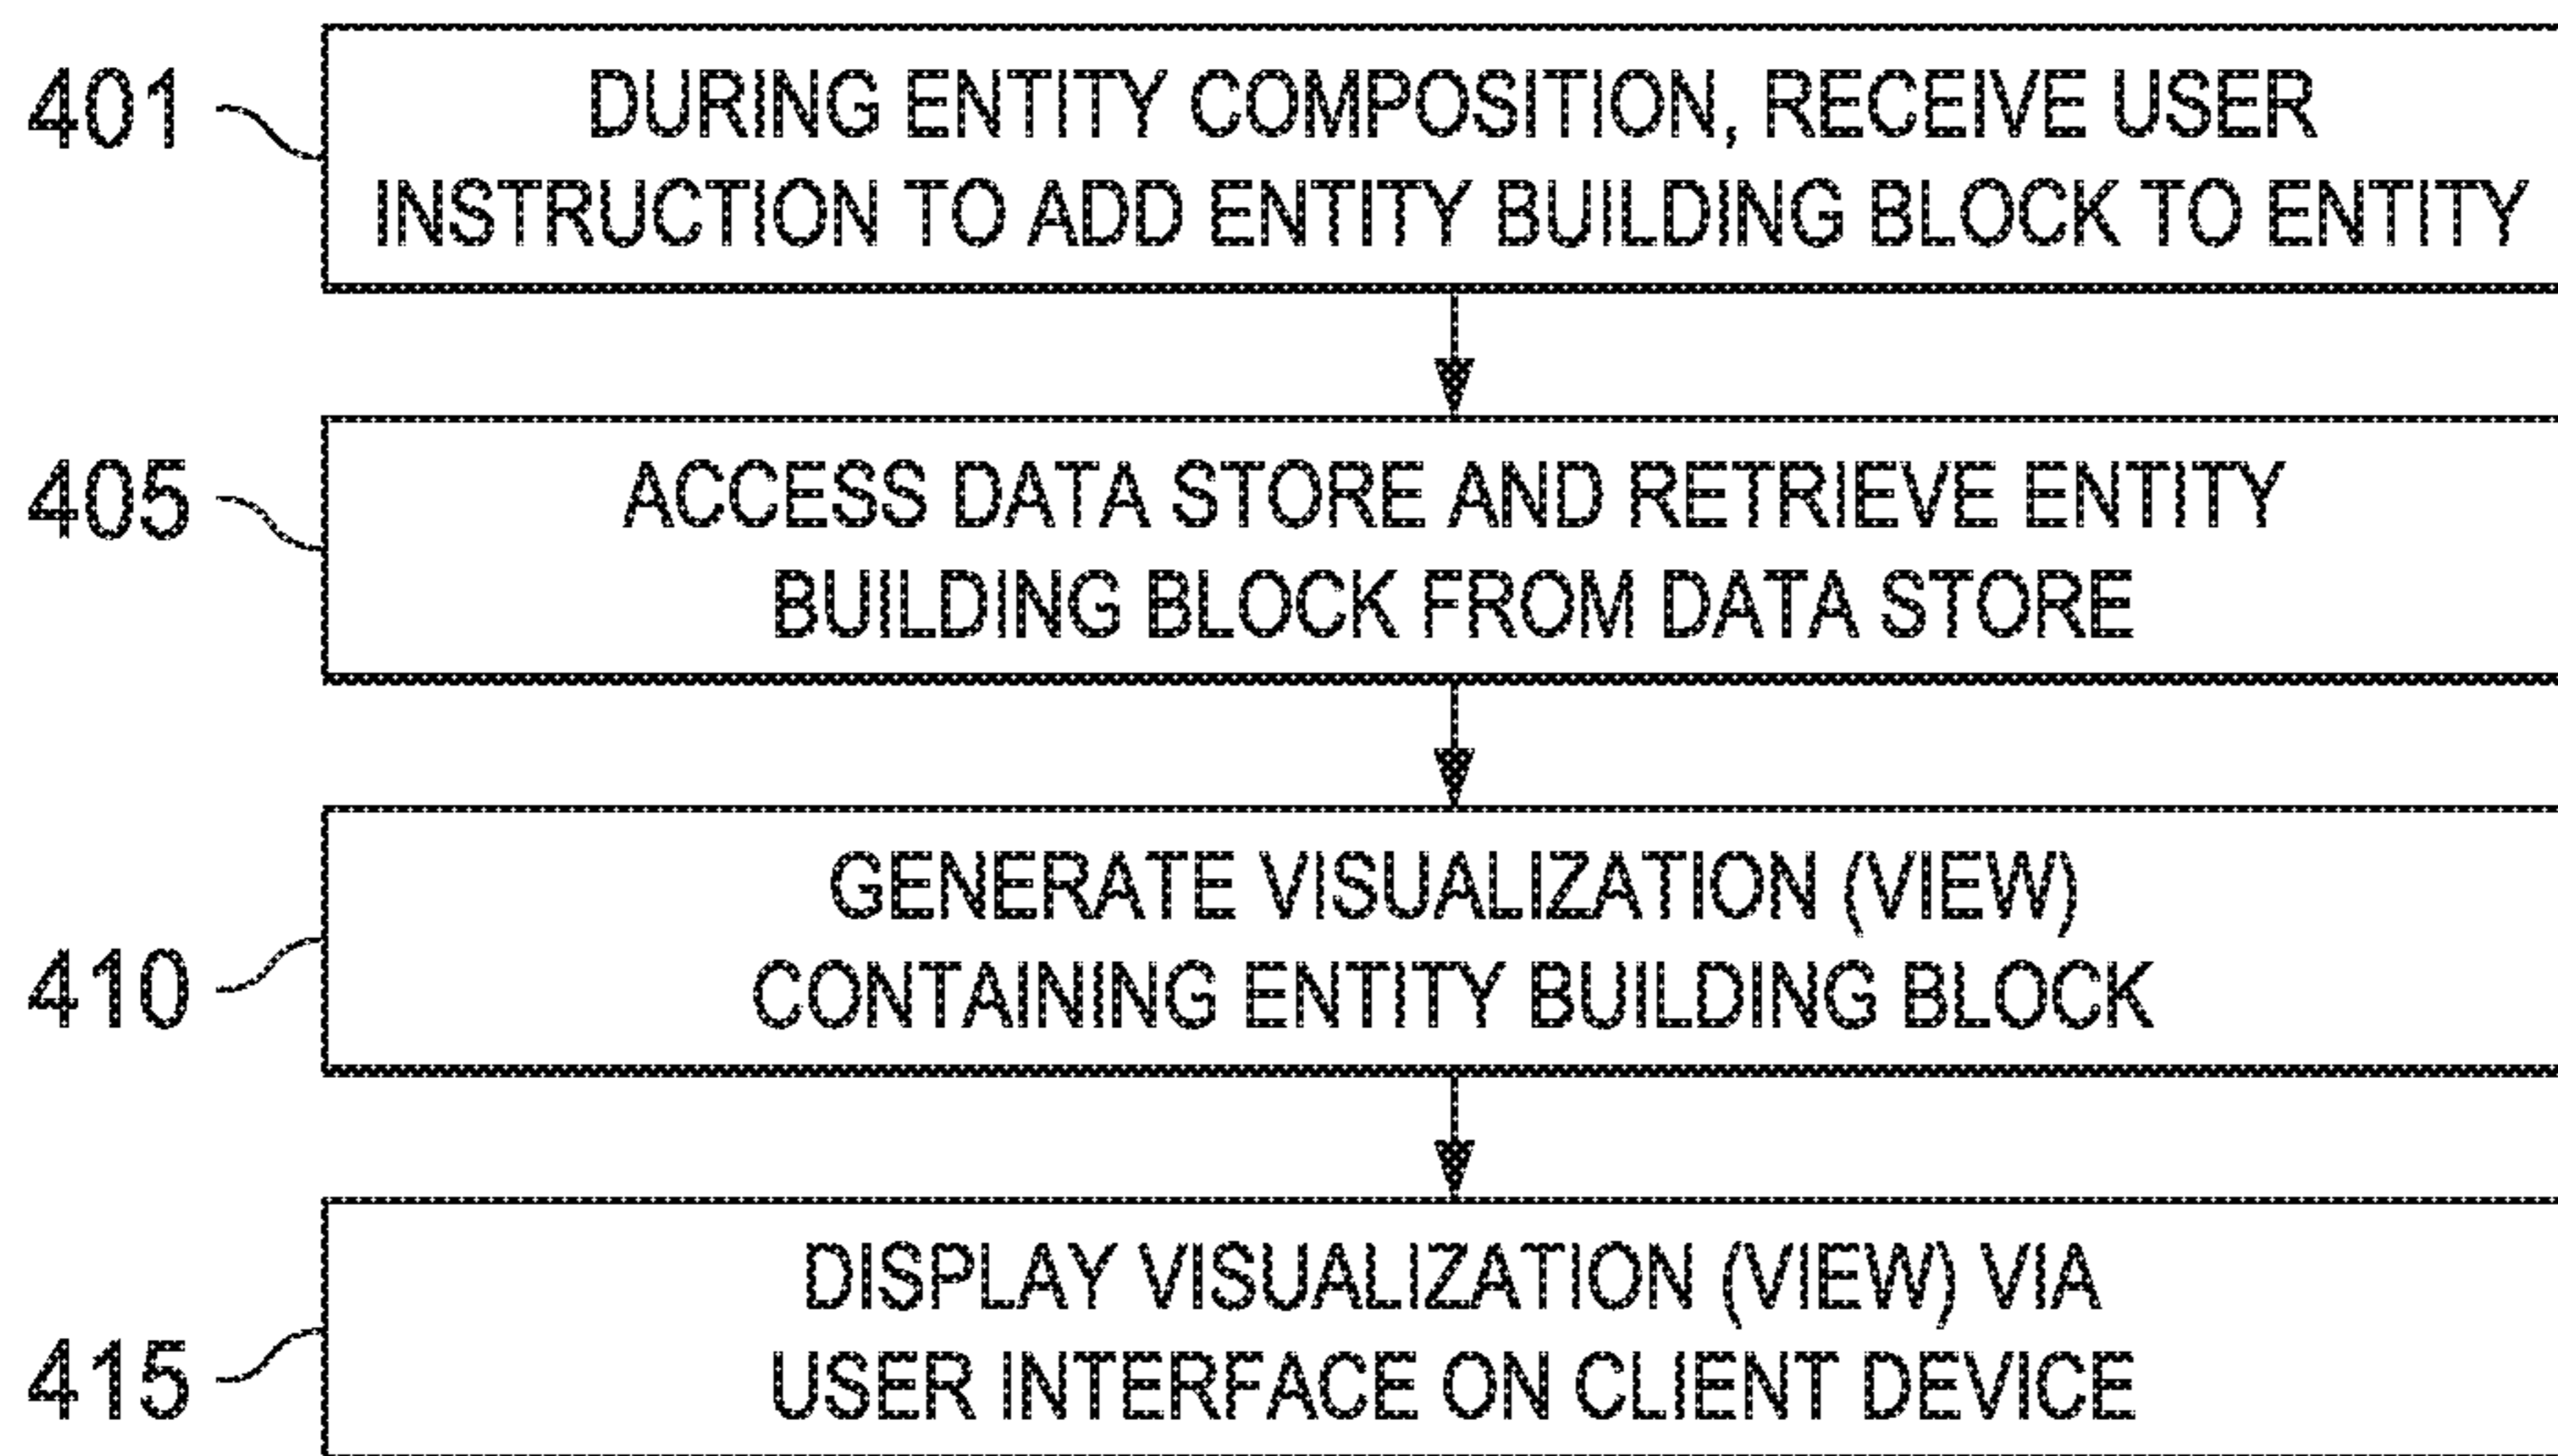 401
DURING ENTITY COMPOSITION, RECEIVE USER
INSTRUCTION TO ADD ENTITY BUILDING BLOCK TO ENTITY
405
ACCESS DATA STORE AND RETRIEVE ENTITY
BUILDING BLOCK FROM DATA STORE
410
GENERATE VISUALIZATION (VIEW)
CONTAINING ENTITY BUILDING BLOCK
415
DISPLAY VISUALIZATION (VIEW) VIA
USER INTERFACE ON CLIENT DEVICE